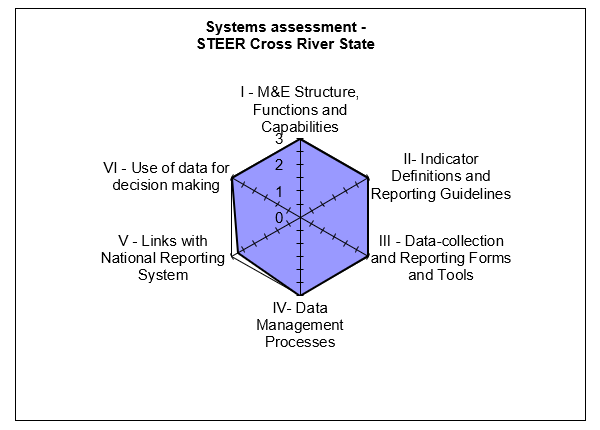 Systems assessment -
STEER Cross River State
I - M&E Structure,
Functions and
Capabilities
3
2
1
0
II- Indicator
Definitions and
Reporting Guidelines
III - Data-collection
and Reporting Forms
and Tools
IV- Data
Management
Processes
V - Links with
National Reporting
System
VI - Use of data for
decision making